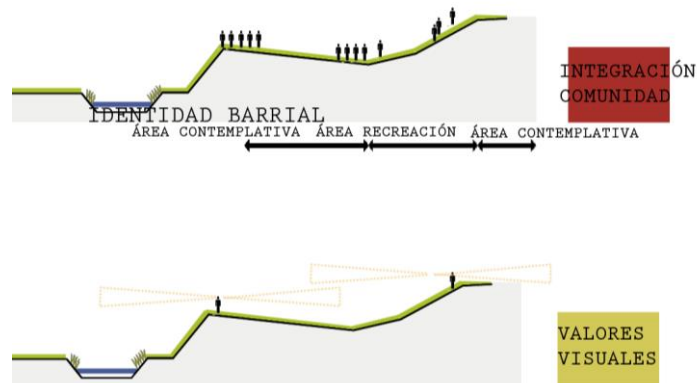 INTEGRACIÓN
COMUNIDAD
IDENTIDAD BARRIAL
ÁREA CONTEMPLATIVA ÁREA RECREACIÓN ÁREA CONTEMPLATIVA
VALORES
VISUALES